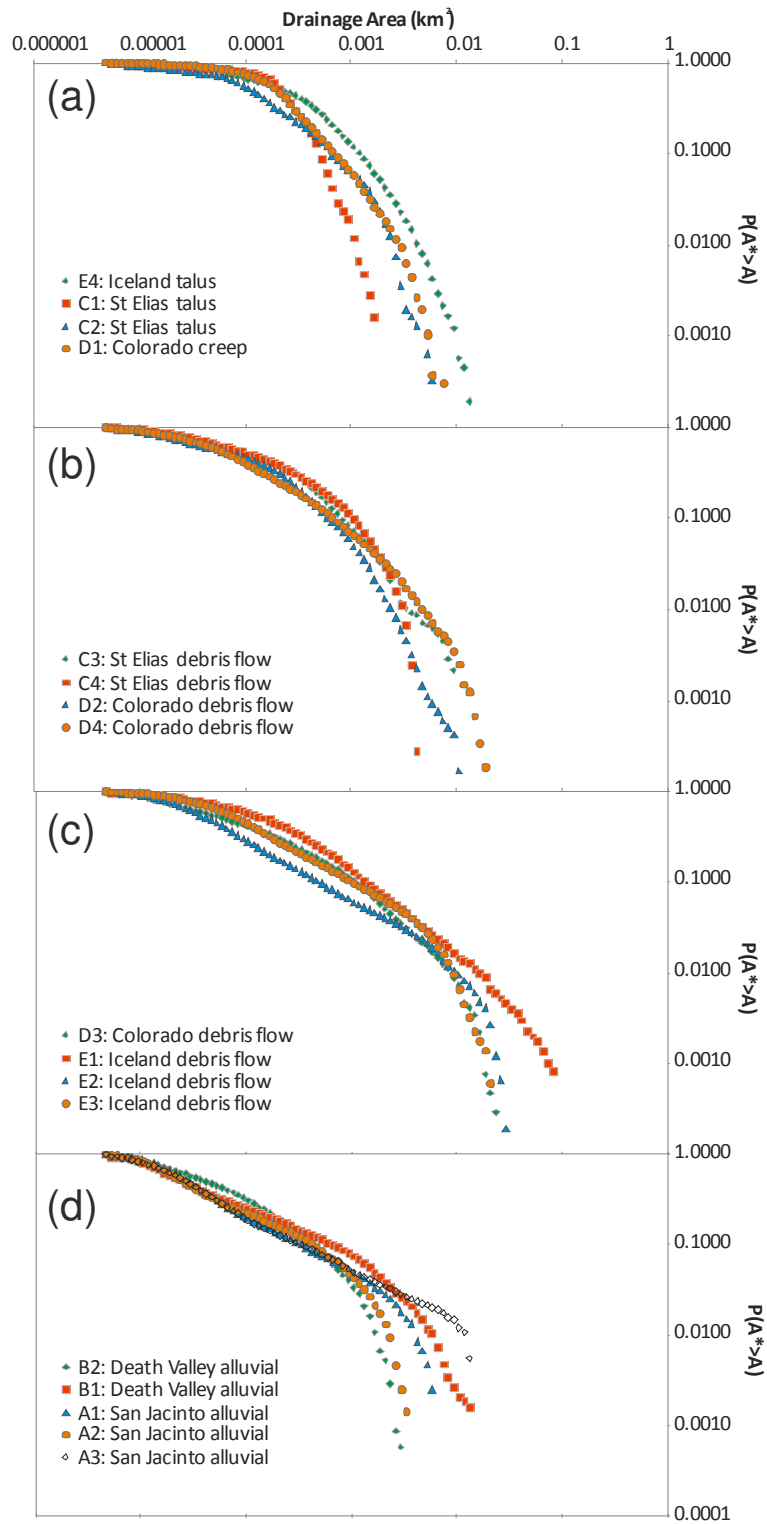 Drainage Area (km²)
0.000001 0.00001 0.0001 0.001 0.01 0.1 1
1.0000
(a)
0.1000
P(A*>A)
0.0100
E4: Iceland talus
C1: St Elias talus
C2: St Elias talus
D1: Colorado creep
0.0010
1.0000
(b)
0.1000
P(A*>A)
0.0100
C3: St Elias debris flow
C4: St Elias debris flow
D2: Colorado debris flow
D4: Colorado debris flow
0.0010
1.0000
(c)
0.1000
P(A*>A)
0.0100
D3: Colorado debris flow
E1: Iceland debris flow
E2: Iceland debris flow
E3: Iceland debris flow
0.0010
1.0000
(d)
0.1000
P(A*>A)
0.0100
B2: Death Valley alluvial
B1: Death Valley alluvial
A1: San Jacinto alluvial
A2: San Jacinto alluvial
A3: San Jacinto alluvial
0.0010
0.0001